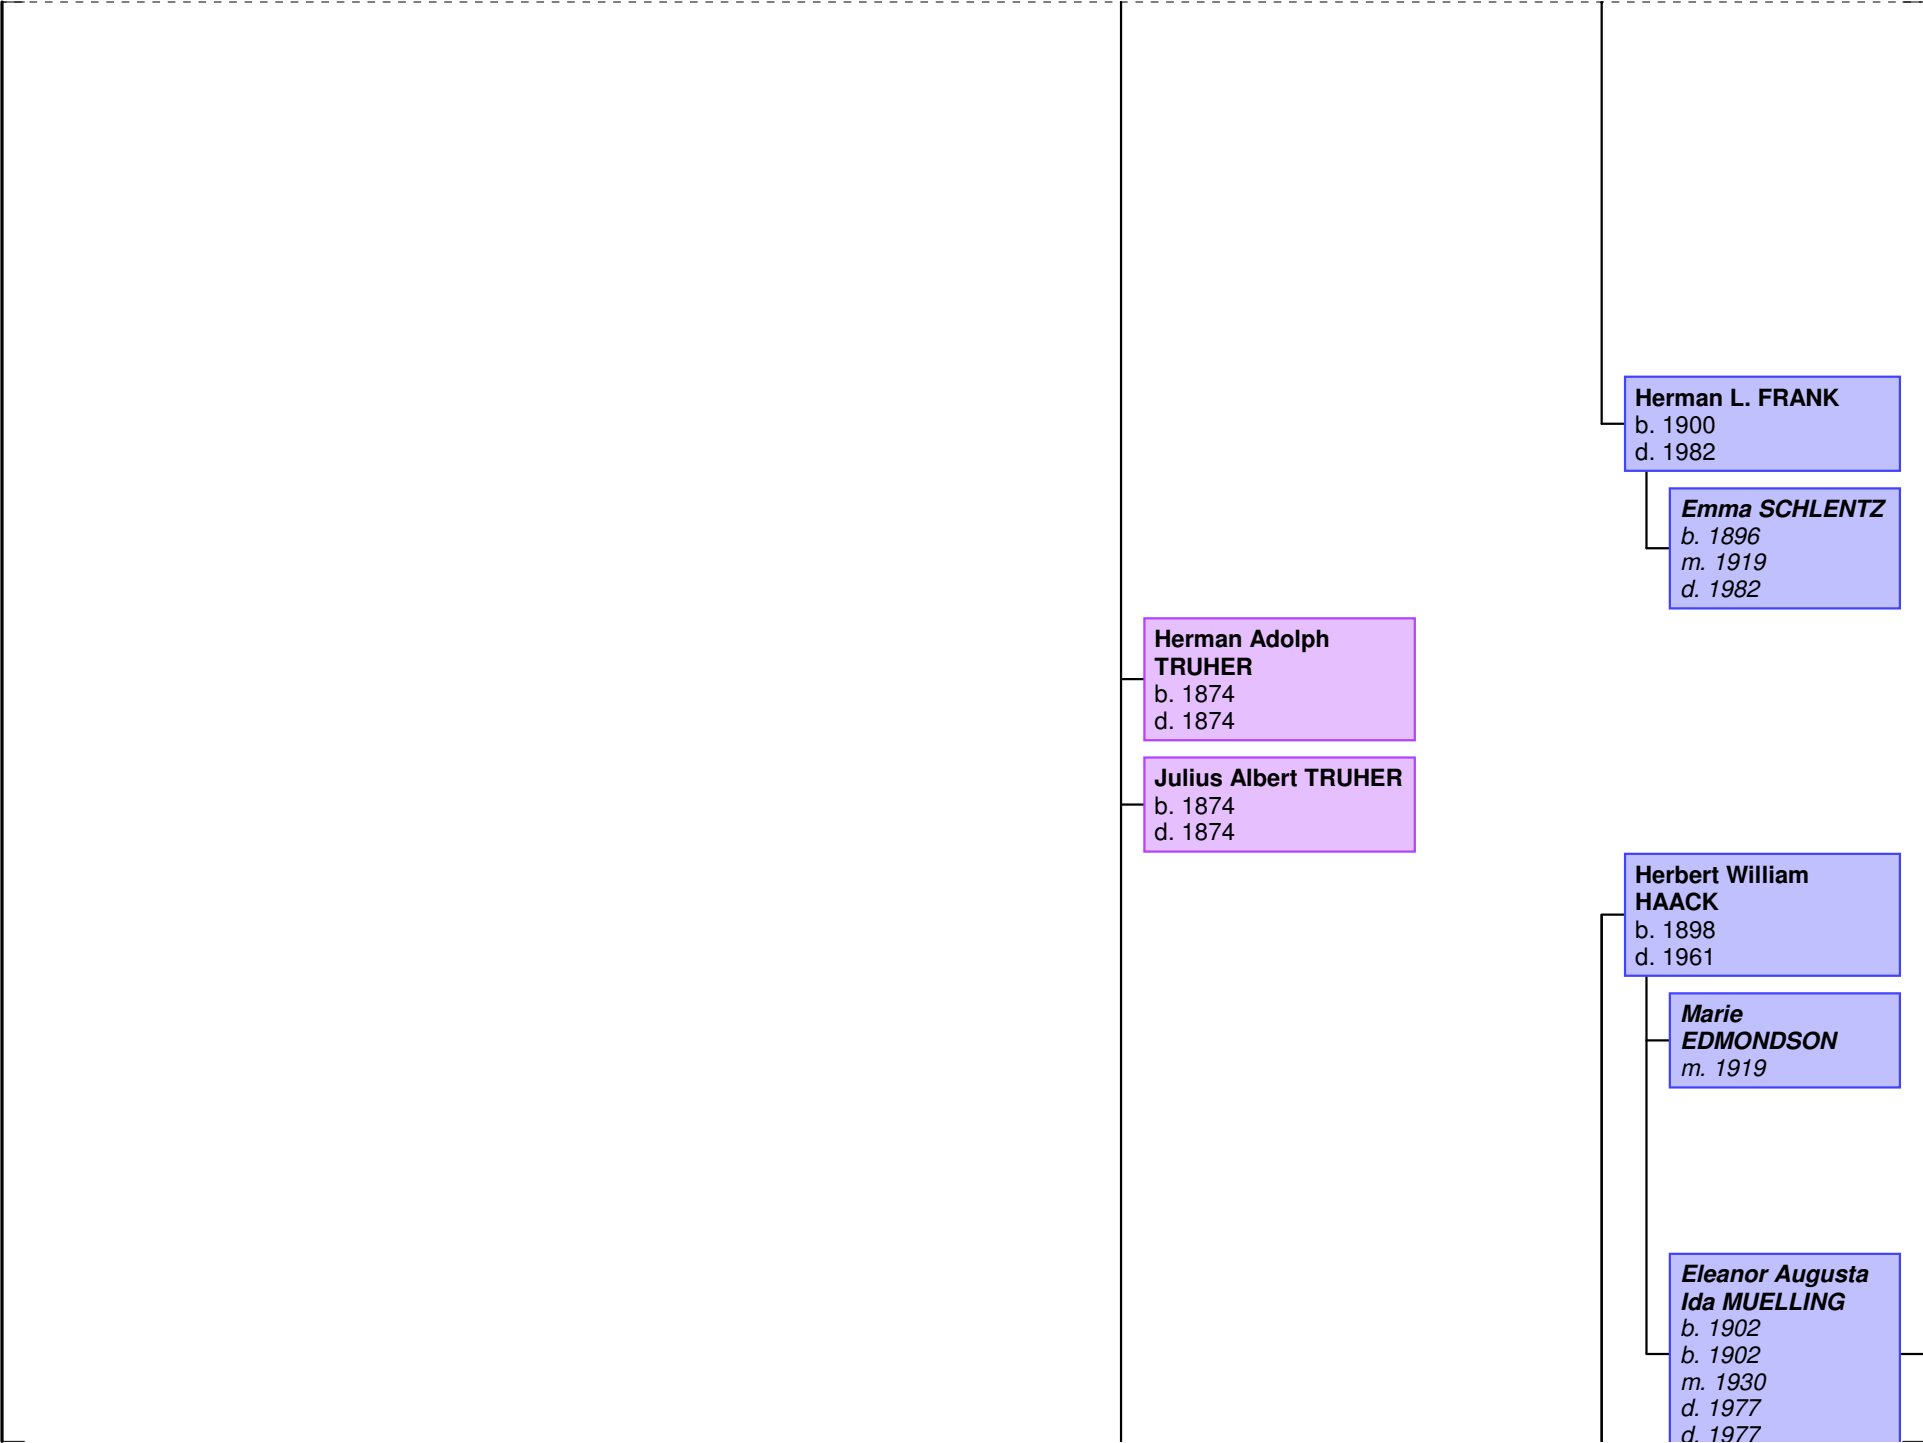 Herman L. FRANK
b. 1900
d. 1982
Emma SCHLENTZ
b. 1896
m. 1919
d. 1982
Herman Adolph
TRUHER
b. 1874
d. 1874
Julius Albert TRUHER
b. 1874
d. 1874
Herbert William
HAACK
b. 1898
d. 1961
Marie
EDMONDSON
m. 1919
Eleanor Augusta
Ida MUELLING
b. 1902
b. 1902
m. 1930
d. 1977
d. 1977